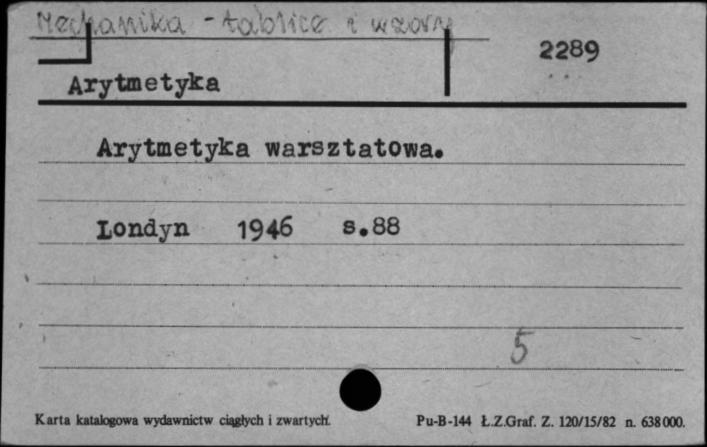 Mechanika - tablice i wzory
2289
Arytmetyka
Arytmetyka warsztatowa.
Londyn 1946 s.88
5
Karta katalogowa wydawnictw ciągłych i zwartych.
Pu-B-144 Ł.Z.Graf. Z. 120/15/82 n. 638000.